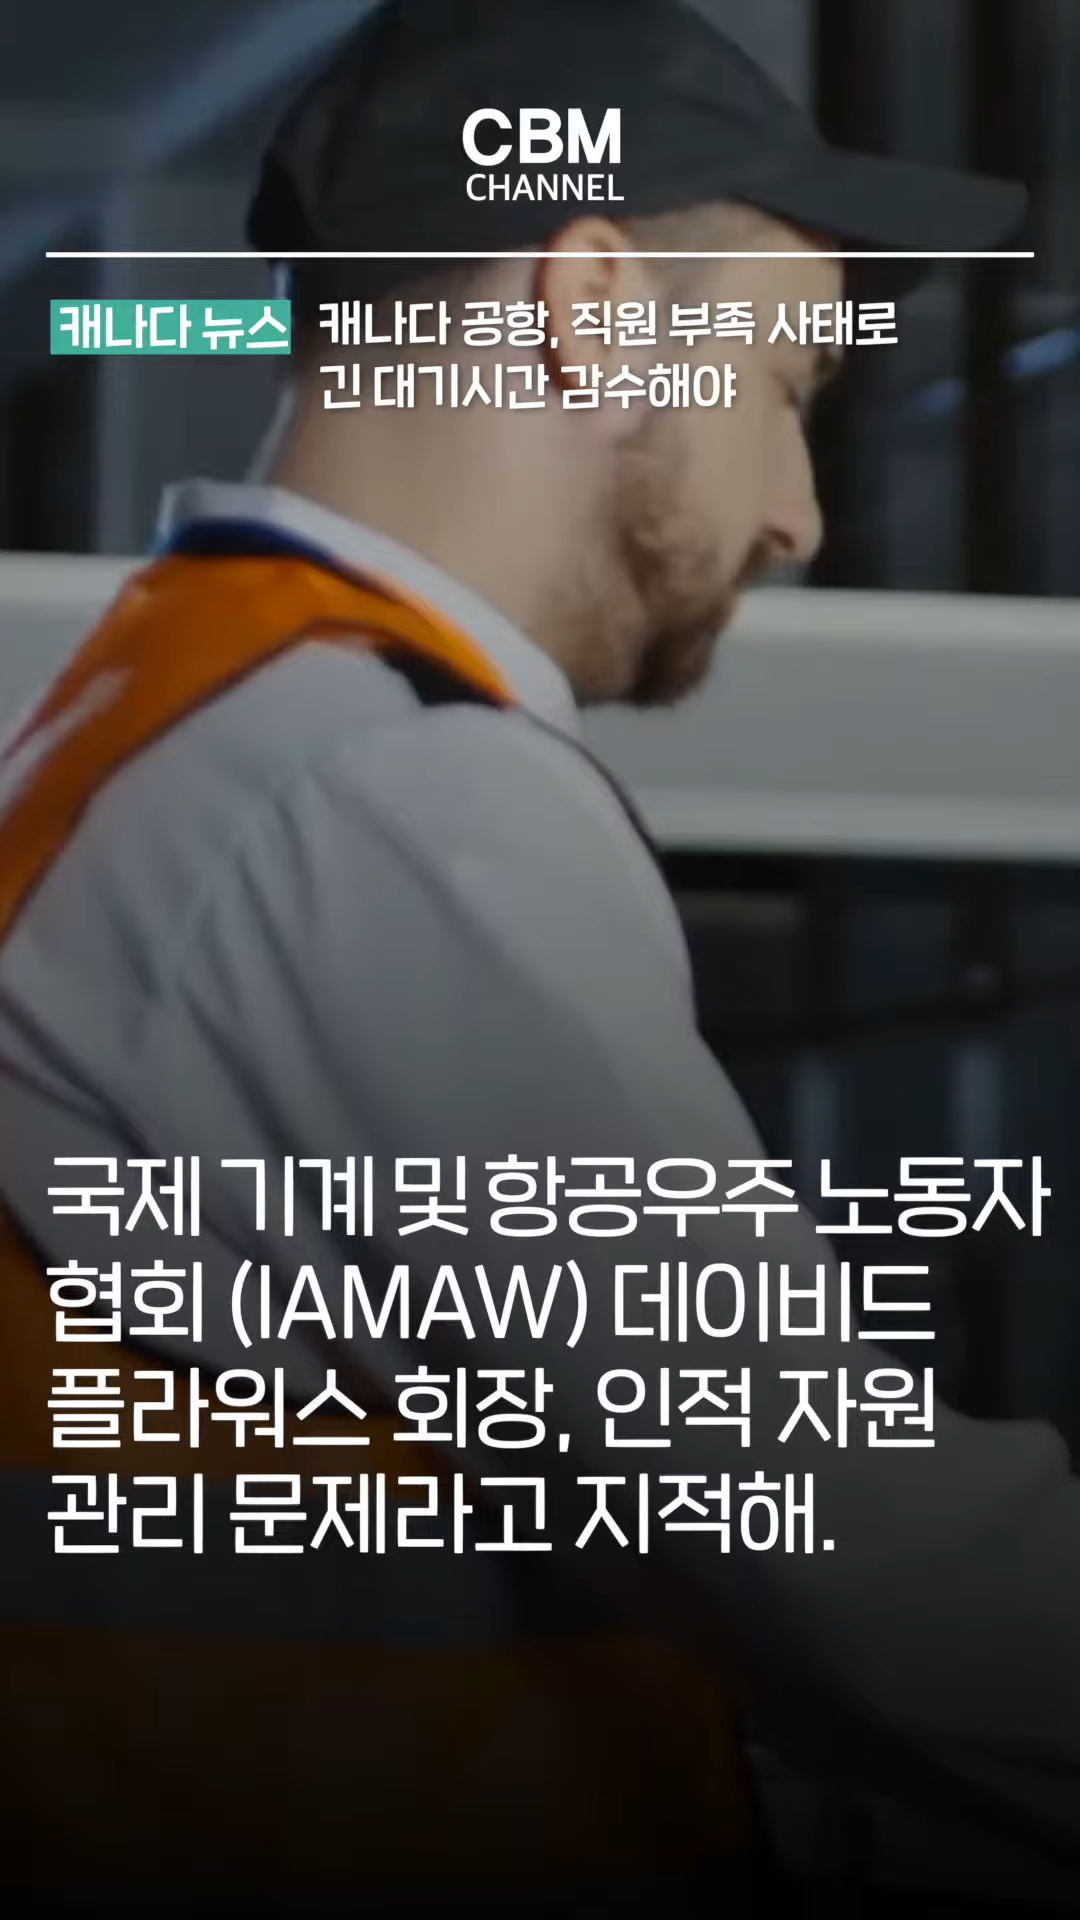 CBM
CHANNEL
캐나다 뉴스
캐나다 공항, 직원 부족 사태로
긴 대기시간 감수해야
국제 기계 및 항공우주 노동자
협회 (IAMAW) 데이비드
플라워스 회장, 인적 자원
관리 문제라고 지적해.